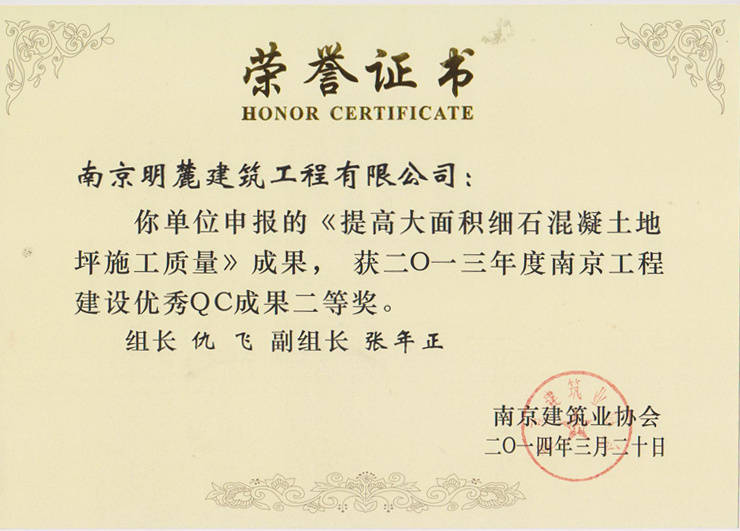 荣誉证书
HONOR CERTIFICATE
南京明麓建筑工程有限公司：
你单位申报的《提高大面积细石混凝土地
坪施工质量》成果， 获二〇一三年度南京工程
建设优秀QC成果二等奖。
组长 仇 飞 副组长 张年正
南京建筑业协会
二〇一四年三月二十日